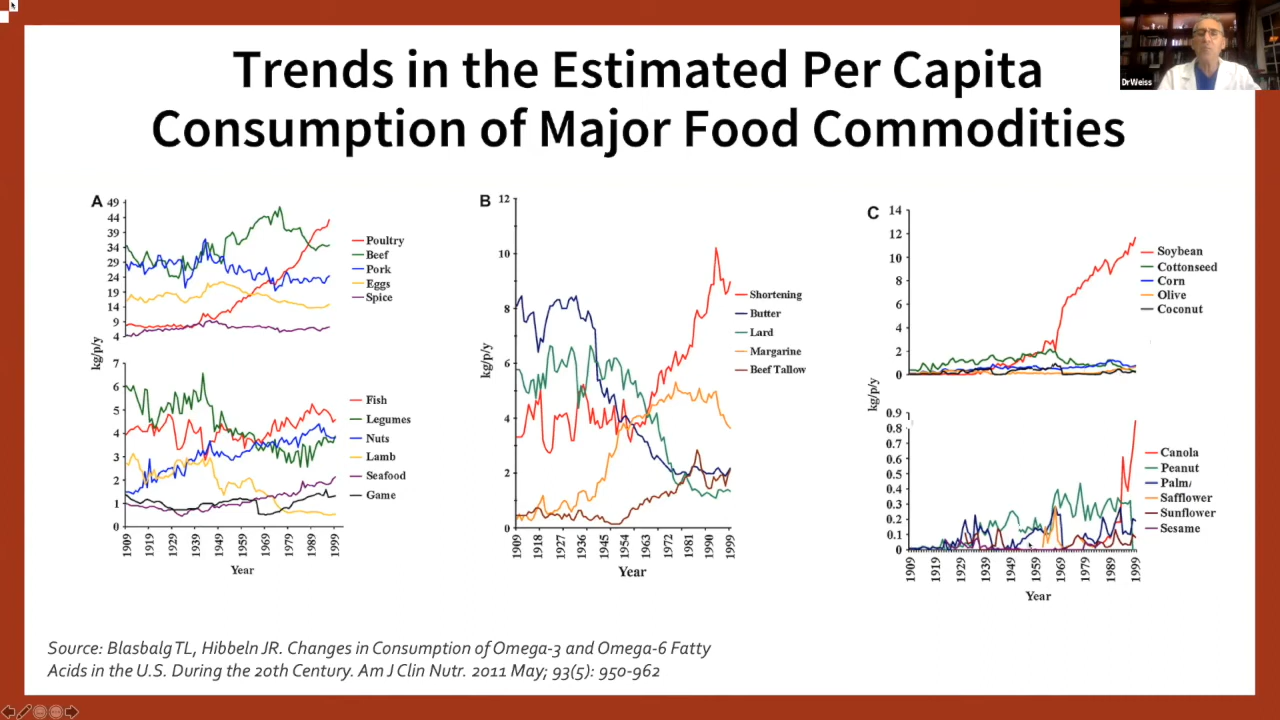 Trends in the Estimated Per Capita
Consumption of Major Food Commodities
Dr Weiss
A
49
44
39
34
29
24
19
14
9
4
Poultry
Beef
Pork
Eggs
Spice
kg/p/y
7
6
5
4
3
2
1
0
Fish
Legumes
Nuts
Lamb
Seafood
Game
1909
1919
1929
1939
1949
1959
1969
1979
1989
1999
Year
B
12
10
8
6
4
2
0
kg/p/y
Shortening
Butter
Lard
Margarine
Beef Tallow
1909
1918
1927
1936
1945
1954
1963
1972
1981
1990
1999
Year
C
14
12
10
8
6
4
2
0
Soybean
Cottonseed
Corn
Olive
Coconut
kg/p/y
0.9
0.8
0.7
0.6
0.5
0.4
0.3
0.2
0.1
0
Canola
Peanut
Palm/
Safflower
Sunflower
Sesame
1909
1919
1929
1939
1949
1959
1969
1979
1989
1999
Year
Source: Blasbalg TL, Hibbeln JR. Changes in Consumption of Omega-3 and Omega-6 Fatty
Acids in the U.S. During the 20th Century. Am J Clin Nutr. 2011 May; 93(5): 950-962